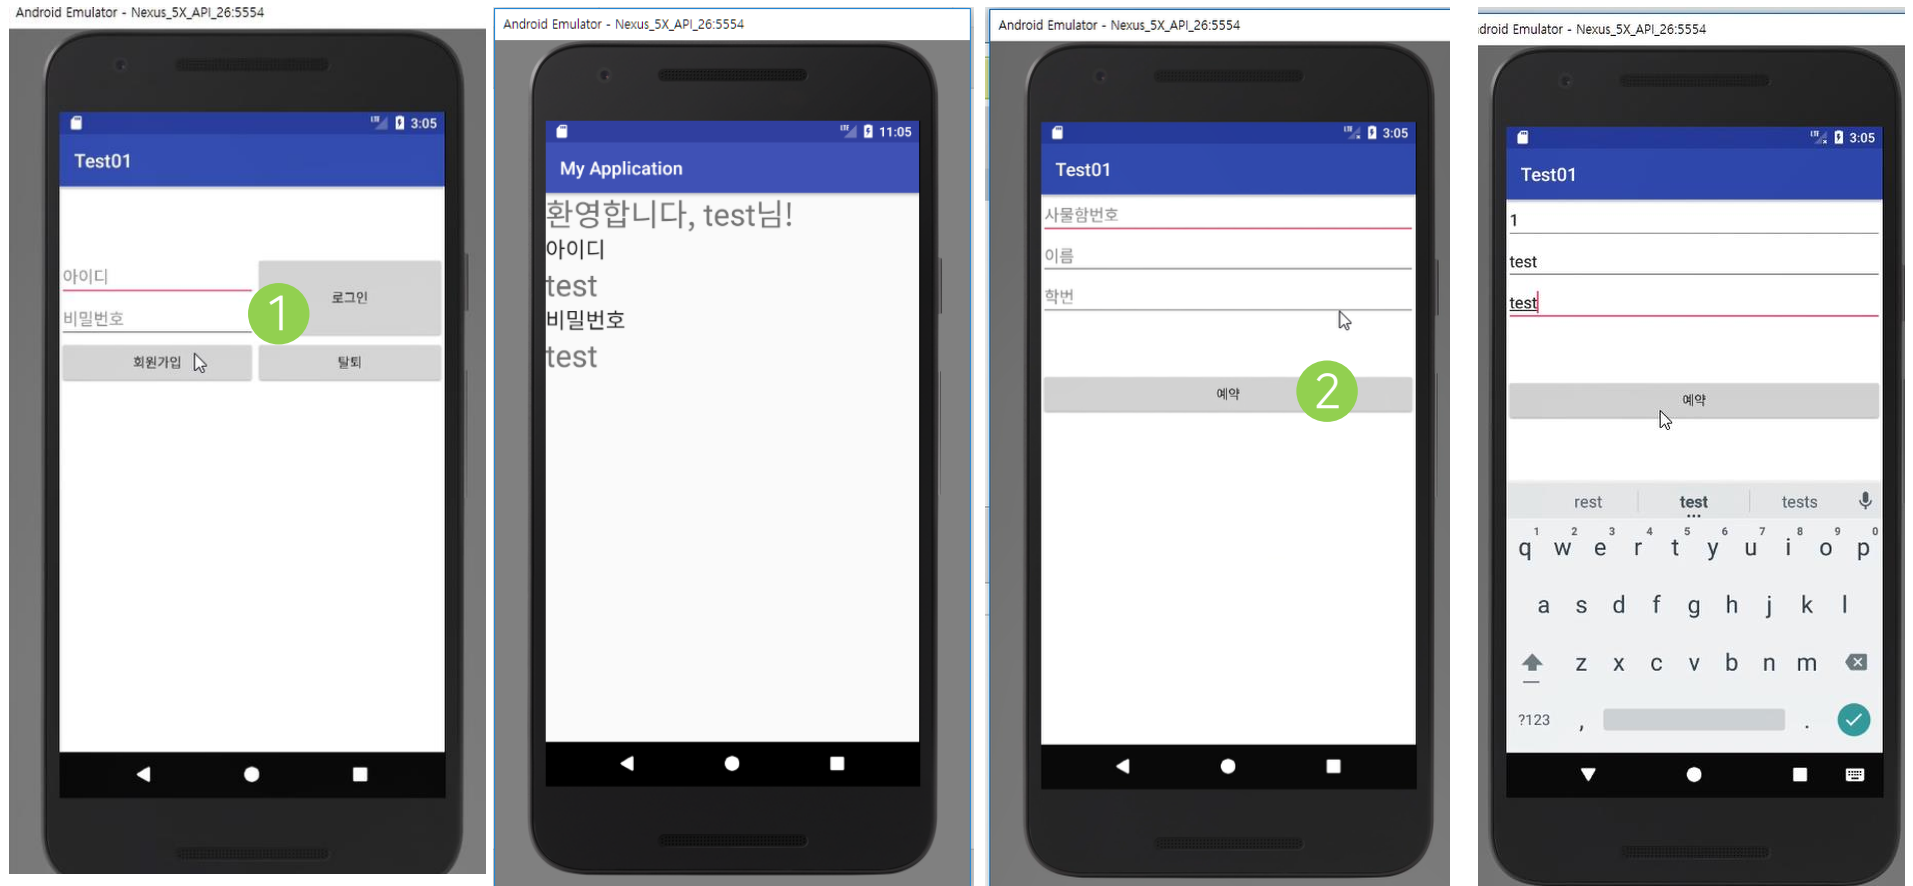 Android Emulator - Nexus_5X_API_26:5554
LTE 3:05
Test01
아이디
비밀번호
로그인
1
회원가입
탈퇴
Android Emulator - Nexus_5X_API_26:5554
LTE 11:05
My Application
환영합니다, test님!
아이디
test
비밀번호
test
Android Emulator - Nexus_5X_API_26:5554
LTE 3:05
Test01
사물함번호
이름
학번
예약
2
droid Emulator - Nexus_5X_API_26:5554
LTE 3:05
Test01
1
test
test
예약
rest test tests
1 2 3 4 5 6 7 8 9 0
q w e r t y u i o p
a s d f g h j k l
z x c v b n m
?123 , .